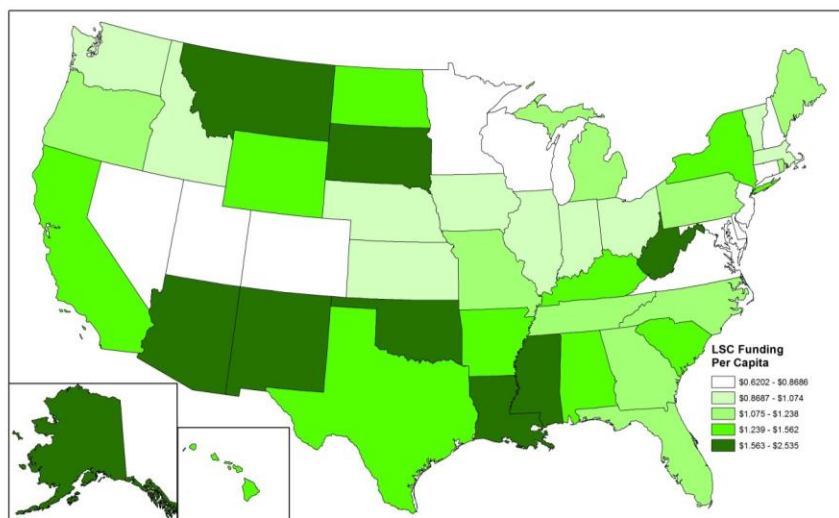 LSC Funding
Per Capita
$0.6202 - $0.8686
$0.8687 - $1.074
$1.075 - $1.238
$1.239 - $1.562
$1.563 - $2.535